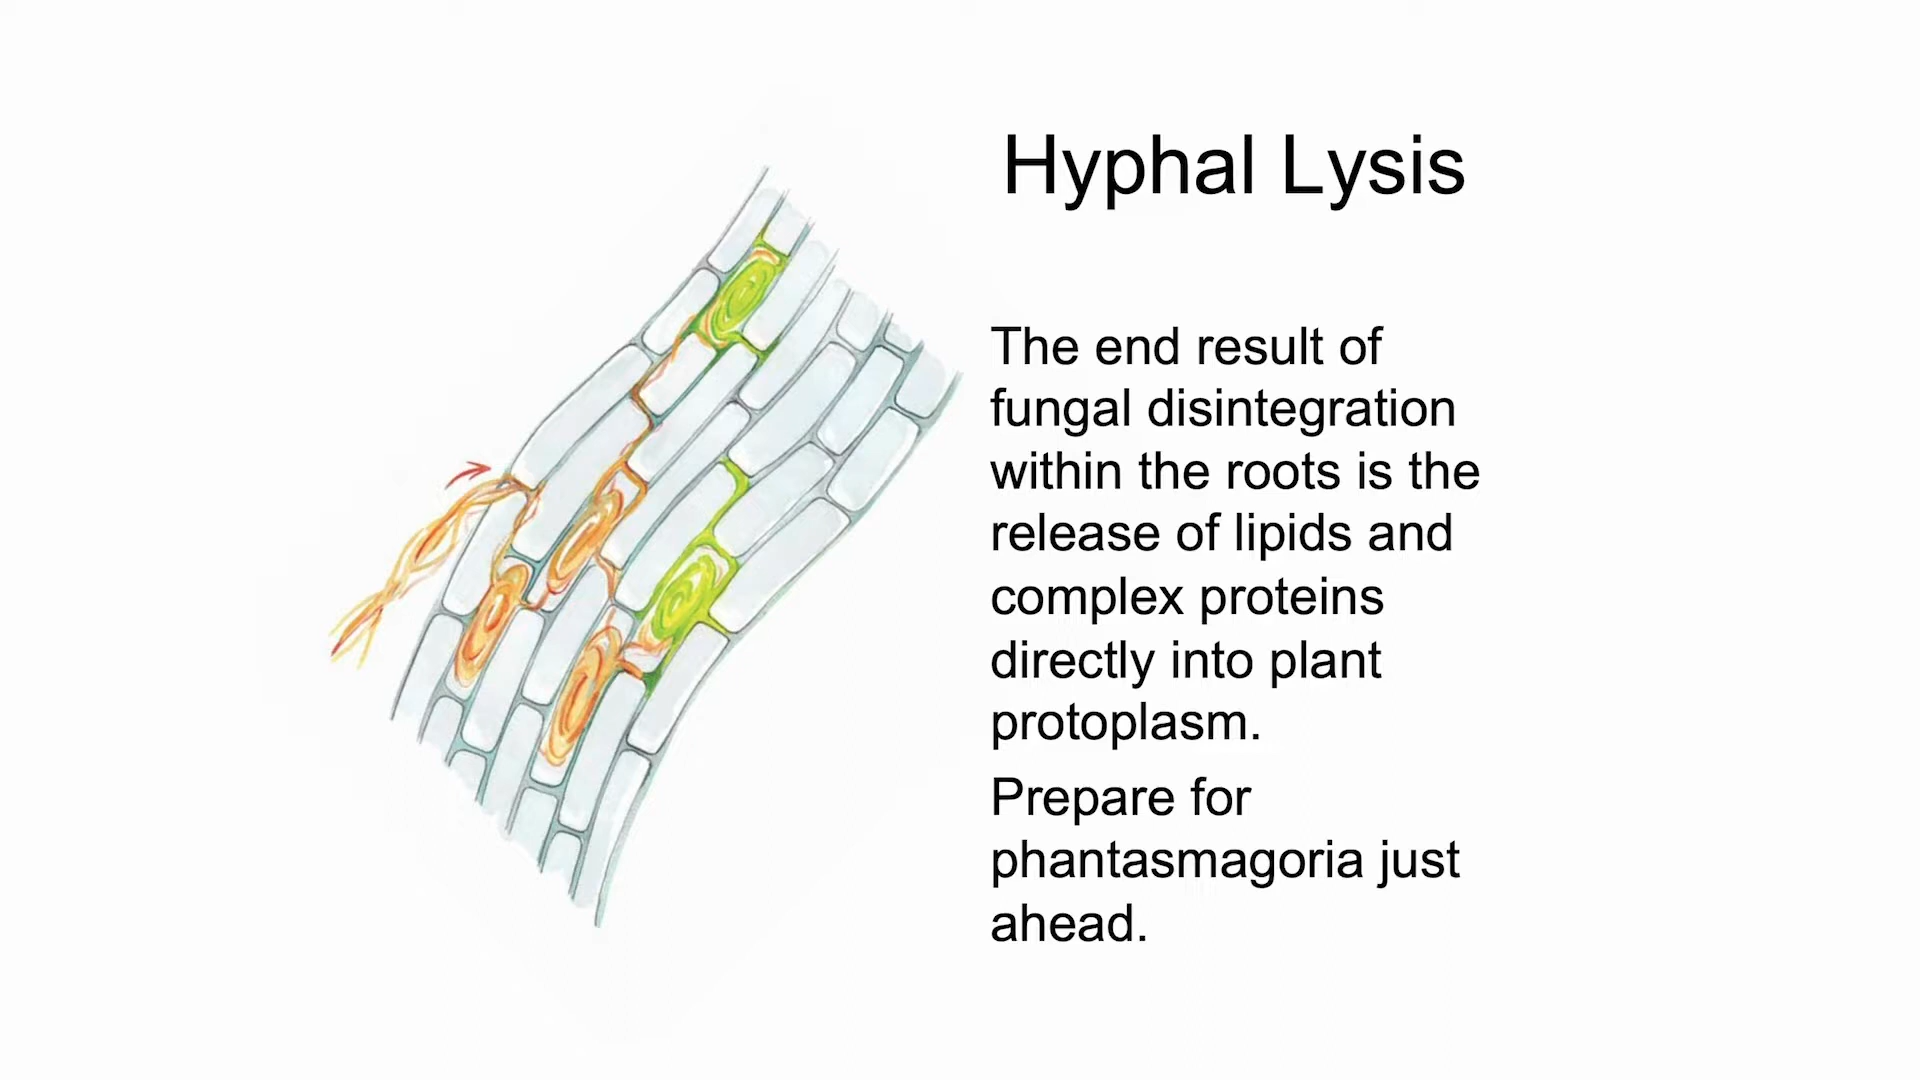 Hyphal Lysis
The end result of
fungal disintegration
within the roots is the
release of lipids and
complex proteins
directly into plant
protoplasm.
Prepare for
phantasmagoria just
ahead.